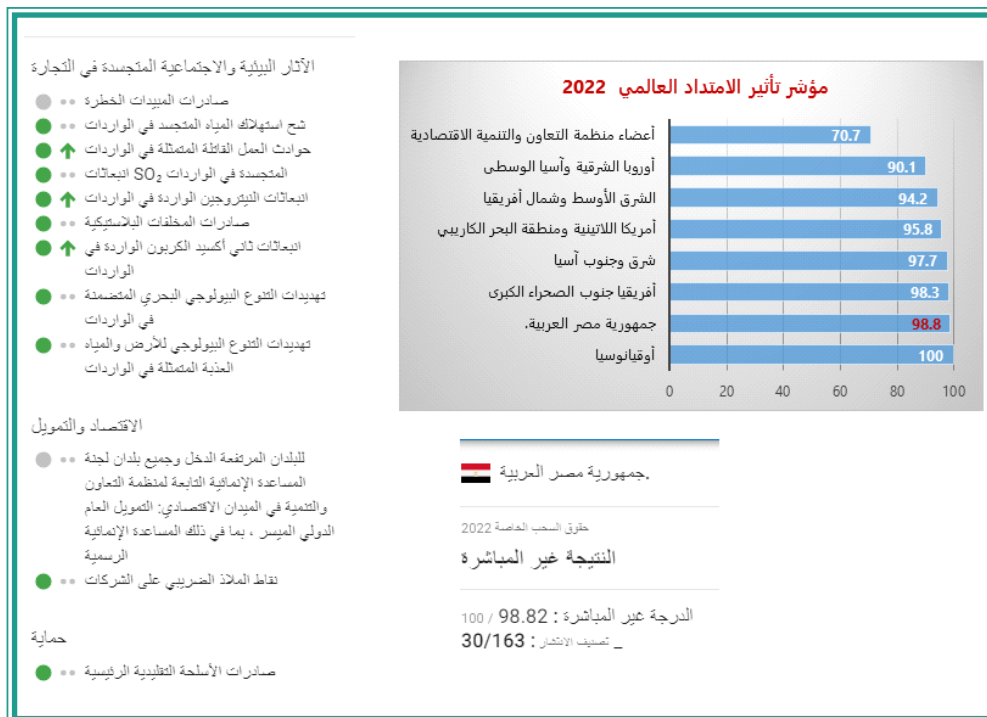 الآثار البيئية والاجتماعية المتجسدة في التجارة
صادرات المبيدات الخطرة
شح استهلاك المياه المتجسد في الواردات
حوادث العمل القاتلة المتمثلة في الواردات
المتجسدة في الواردات SO₂ انبعاثات
انبعاثات النيتروجين الواردة في الواردات
صادرات المخلفات البلاستيكية
انبعاثات ثاني أكسيد الكربون الواردة في
الواردات
تهديدات التنوع البيولوجي البحري المتضمنة
في الواردات
تهديدات التنوع البيولوجي للأرض والمياه
العذبة المتمثلة في الواردات
الاقتصاد والتمويل
للبلدان المرتفعة الدخل وجميع بلدان لجنة
المساعدة الإنمائية التابعة لمنظمة التعاون
والتنمية في الميدان الاقتصادي: التمويل العام
الدولي الميسر ، بما في ذلك المساعدة الإنمائية
الرسمية
نقاط الملاذ الضريبي على الشركات
حماية
صادرات الأسلحة التقليدية الرئيسية
مؤشر تأثير الامتداد العالمي 2022
أعضاء منظمة التعاون والتنمية الاقتصادية 70.7
أوروبا الشرقية وآسيا الوسطى 90.1
الشرق الأوسط وشمال أفريقيا 94.2
أمريكا اللاتينية ومنطقة البحر الكاريبي 95.8
شرق وجنوب آسيا 97.7
أفريقيا جنوب الصحراء الكبرى 98.3
جمهورية مصر العربية. 98.8
أوقيانوسيا 100
0 20 40 60 80 100
جمهورية مصر العربية.
حقوق السحب الخاصة 2022
النتيجة غير المباشرة
الدرجة غير المباشرة : 98.82 / 100
_ تصنيف الانتشار : 30/163